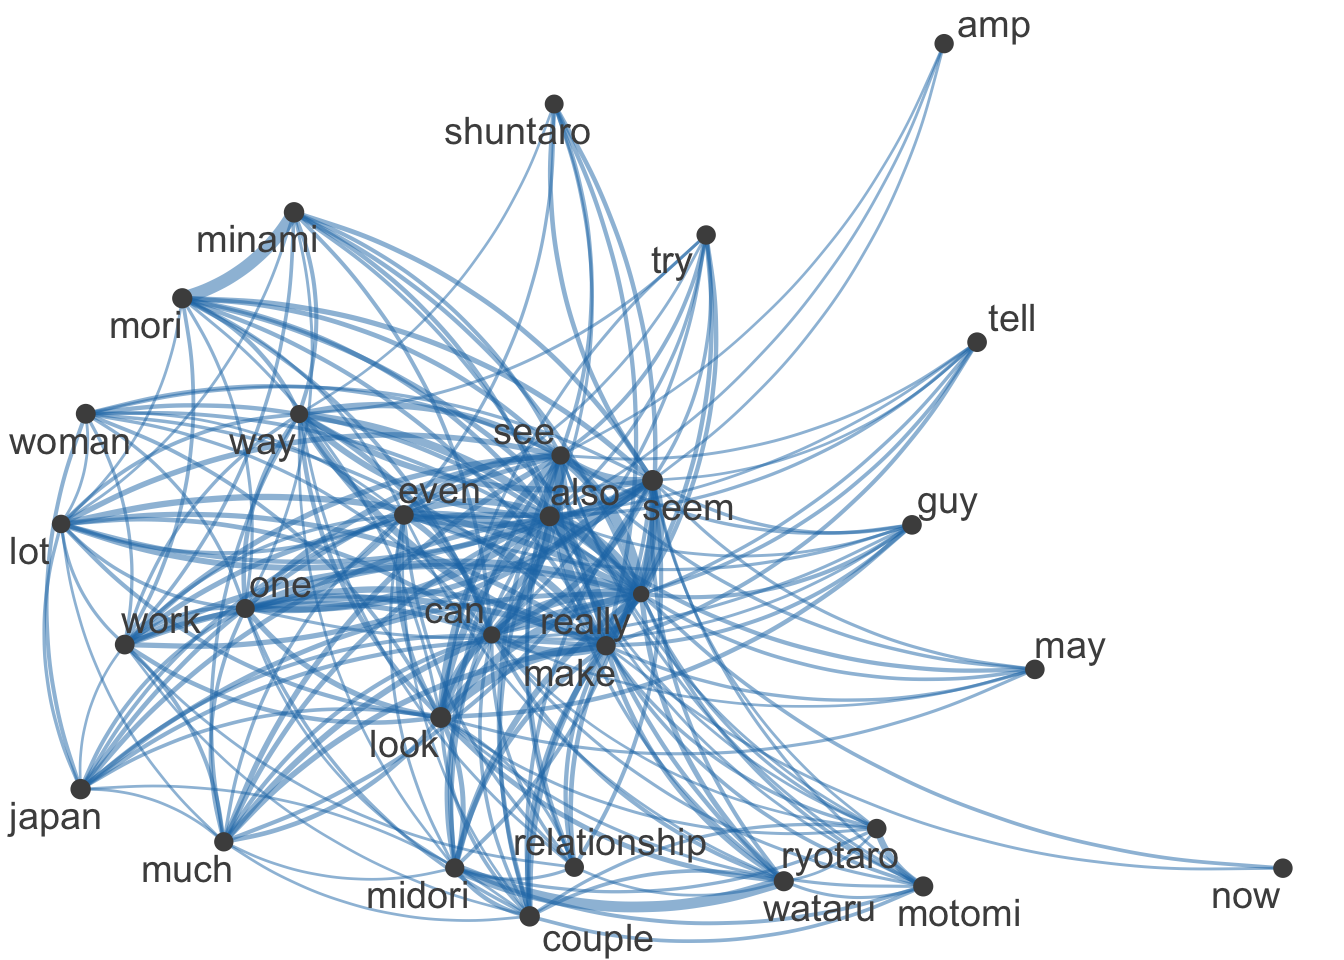 amp
shuntaro
minami
try
mori
tell
woman
way
see
even
also
seem
guy
lot
one
work
can
really
may
make
look
japan
much
relationship
ryotaro
midori
wataru
motomi
now
couple